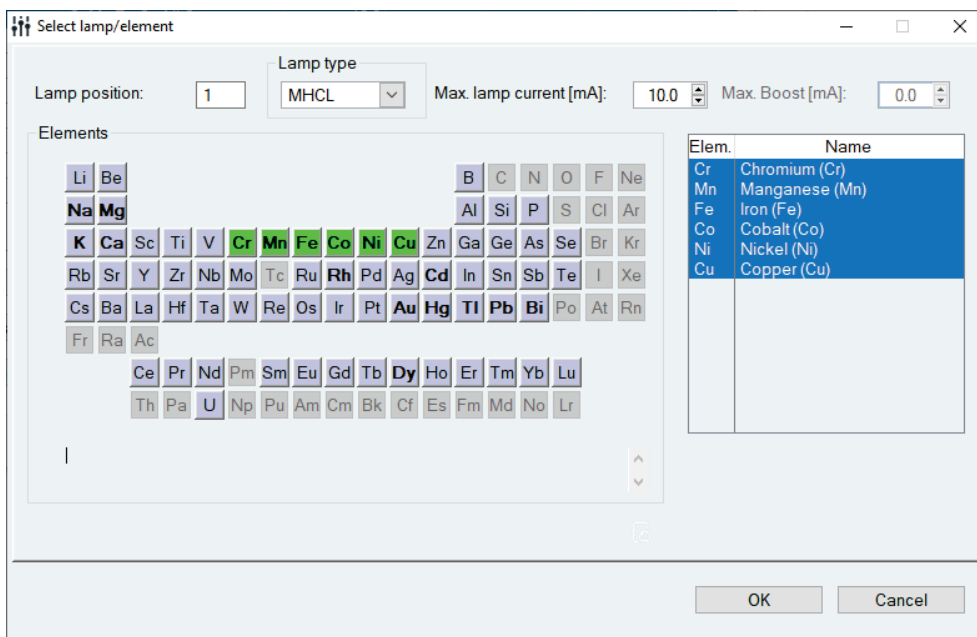 Select lamp/element
Lamp type
Lamp position: 1 MHCL Max. lamp current [mA]: 10.0 Max. Boost [mA]: 0.0
Elements
Elem. Name
Cr Chromium (Cr)
Mn Manganese (Mn)
Fe Iron (Fe)
Co Cobalt (Co)
Ni Nickel (Ni)
Cu Copper (Cu)
Li Be B C N O F Ne
Na Mg Al Si P S Cl Ar
K Ca Sc Ti V Cr Mn Fe Co Ni Cu Zn Ga Ge As Se Br Kr
Rb Sr Y Zr Nb Mo Tc Ru Rh Pd Ag Cd In Sn Sb Te I Xe
Cs Ba La Hf Ta W Re Os Ir Pt Au Hg Tl Pb Bi Po At Rn
Fr Ra Ac
Ce Pr Nd Pm Sm Eu Gd Tb Dy Ho Er Tm Yb Lu
Th Pa U Np Pu Am Cm Bk Cf Es Fm Md No Lr
OK Cancel